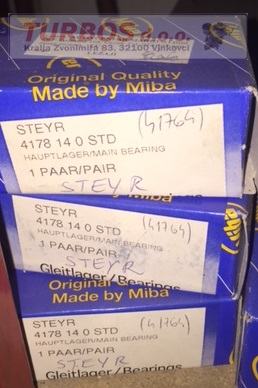 TURBOS d.o.o.
Kralja Zvonimira 83, 32100 Vinkovci
Original Quality
Made by Miba
STEYR (41764)
4178 14 0 STD
HAUPTLAGER/MAIN BEARING
1 PAAR/PAIR
STEYR
STEYR (41764)
4178 14 0 STD
HAUPTLAGER/MAIN BEARING
1 PAAR/PAIR
STEYR
Gleitlager/Bearings
Original
Made by Miba
STEYR (41764)
4178 14 0 STD
HAUPTLAGER/MAIN BEARING
1 PAAR/PAIR
STEYR
Gleitlager/Bearings